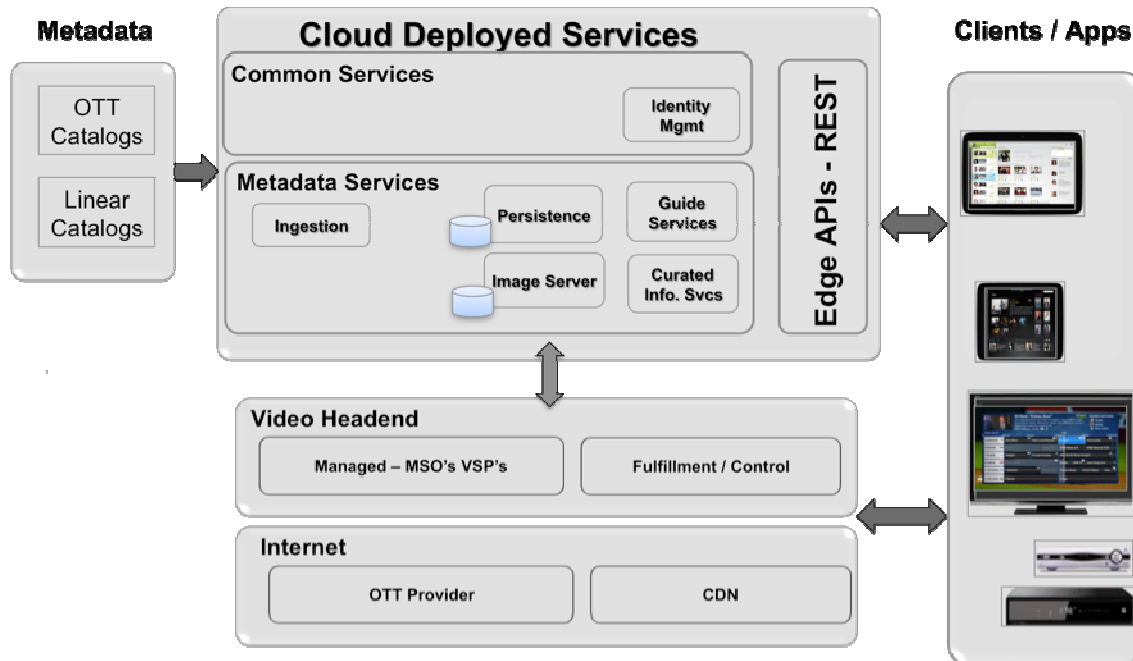 Metadata
OTT
Catalogs
Linear
Catalogs
Cloud Deployed Services
Common Services
Identity
Mgmt
Metadata Services
Ingestion
Persistence
Image Server
Guide
Services
Curated
Info. Svcs
Edge APIs - REST
Video Headend
Managed – MSO's VSP's
Fulfillment / Control
Internet
OTT Provider
CDN
Clients / Apps